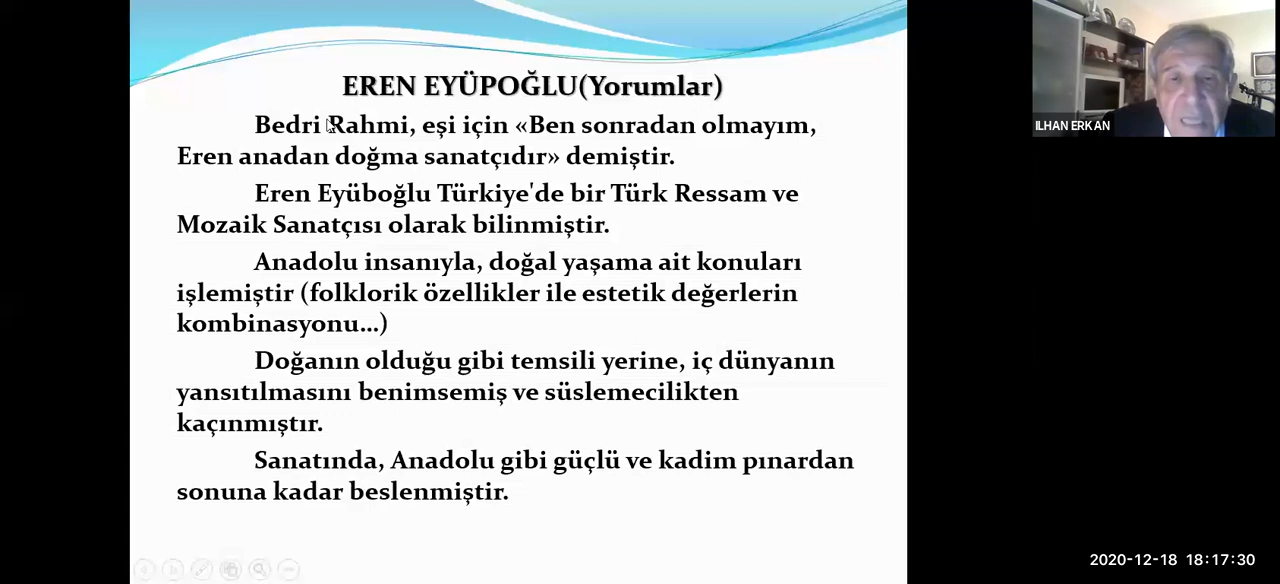 EREN EYÜPOĞLU(Yorumlar)
Bedri Rahmi, eşi için «Ben sonradan olmayım,
Eren anadan doğma sanatçıdır» demiştir.
Eren Eyüboğlu Türkiye'de bir Türk Ressam ve
Mozaik Sanatçısı olarak bilinmiştir.
Anadolu insanıyla, doğal yaşama ait konuları
işlemiştir (folklorik özellikler ile estetik değerlerin
kombinasyonu...)
Doğanın olduğu gibi temsili yerine, iç dünyanın
yansıtılmasını benimsemiş ve süslemecilikten
kaçınmıştır.
Sanatında, Anadolu gibi güçlü ve kadim pınardan
sonuna kadar beslenmiştir.
ILHAN ERKAN
2020-12-18 18:17:30